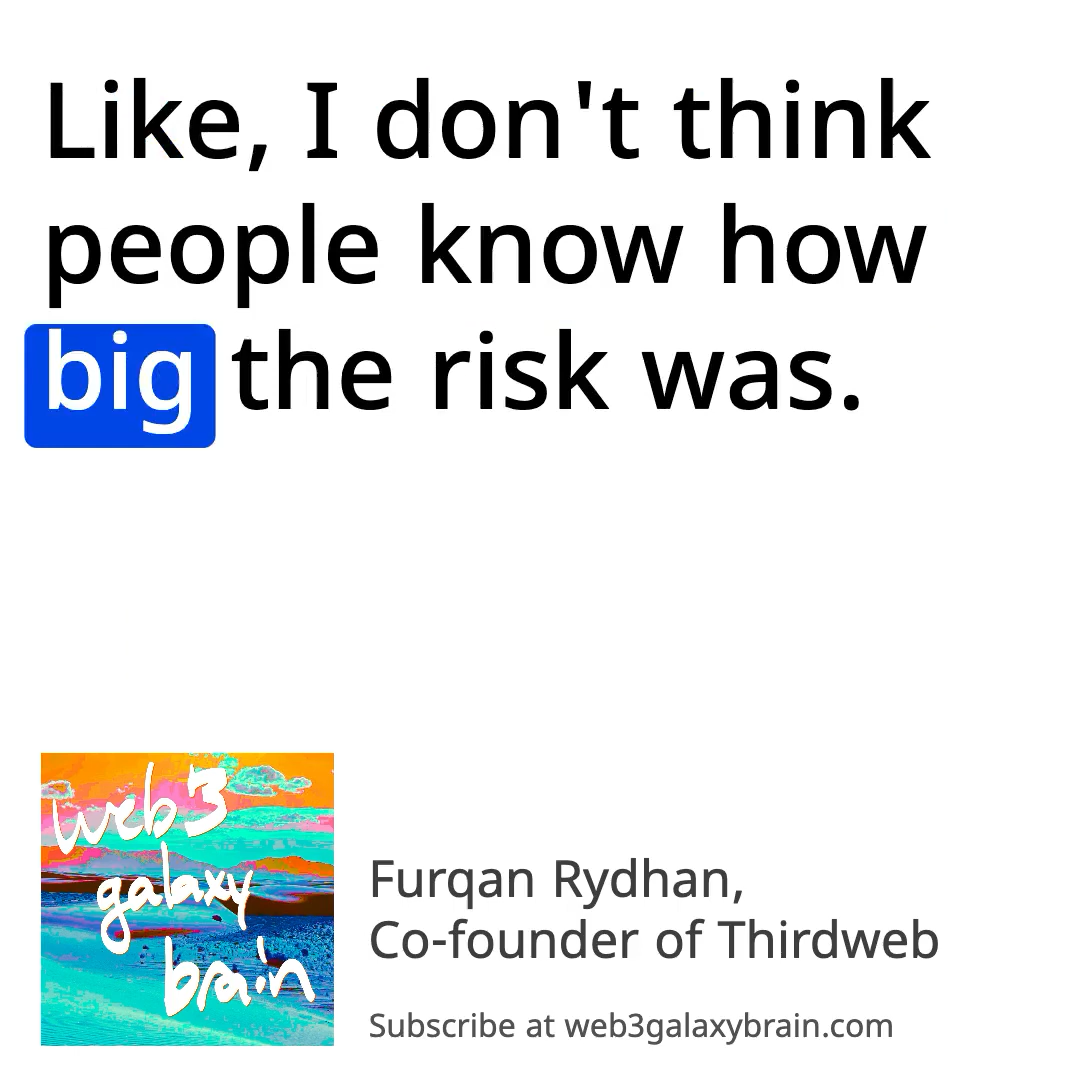 Like, I don't think
people know how
big the risk was.
web3
galaxy
brain
Furqan Rydhan,
Co-founder of Thirdweb
Subscribe at web3galaxybrain.com